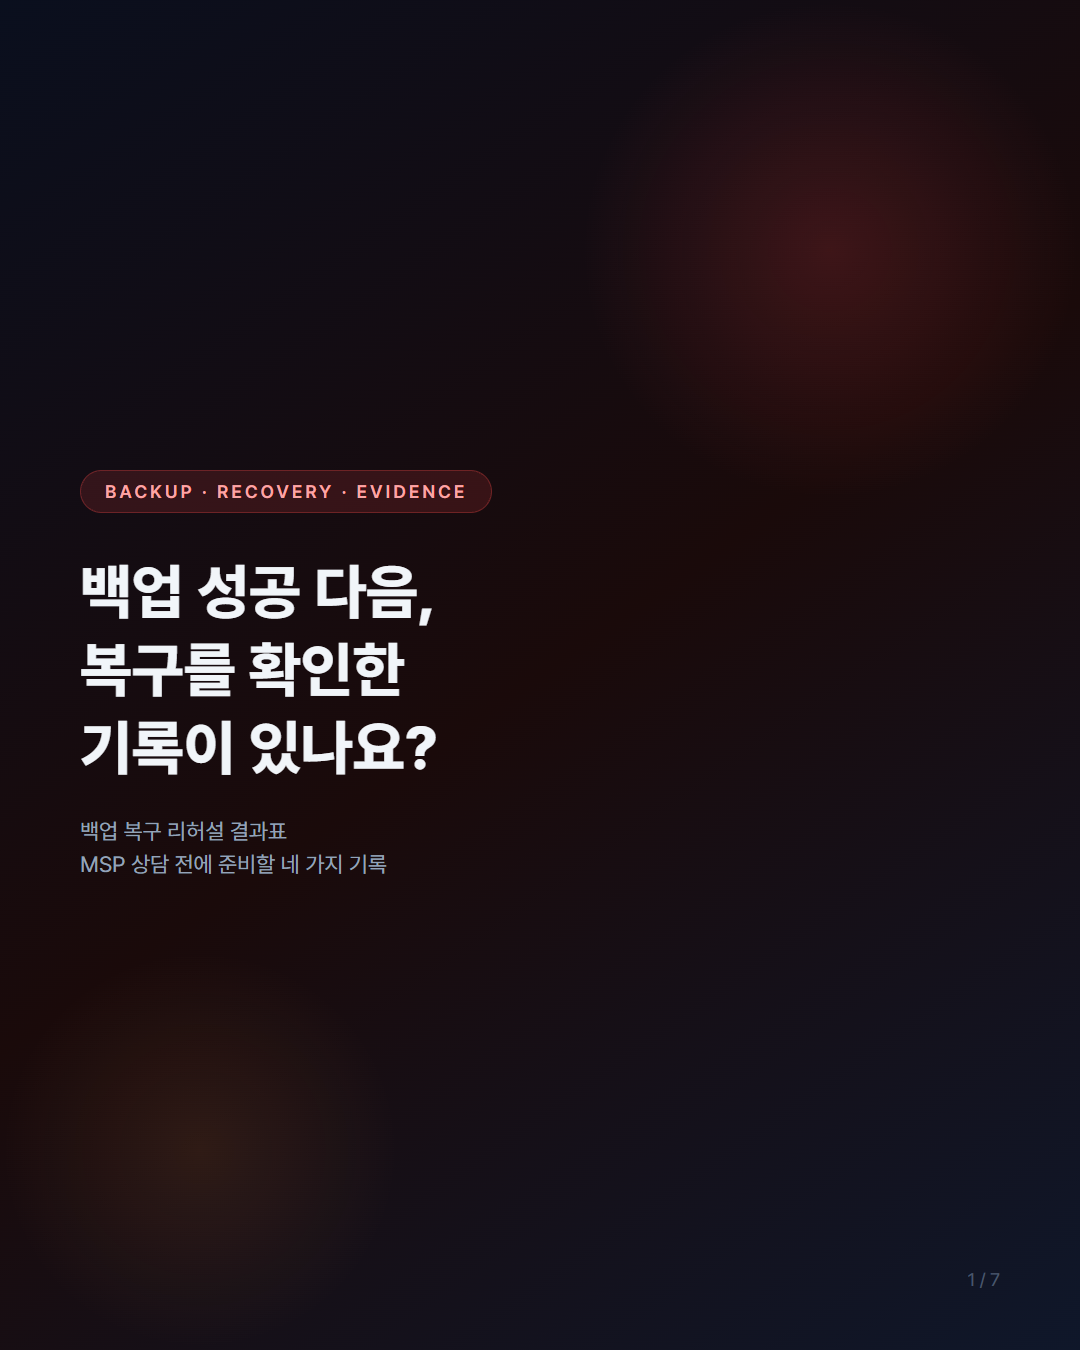 BACKUP · RECOVERY · EVIDENCE
백업 성공 다음,
복구를 확인한
기록이 있나요?
백업 복구 리허설 결과표
MSP 상담 전에 준비할 네 가지 기록
1 / 7